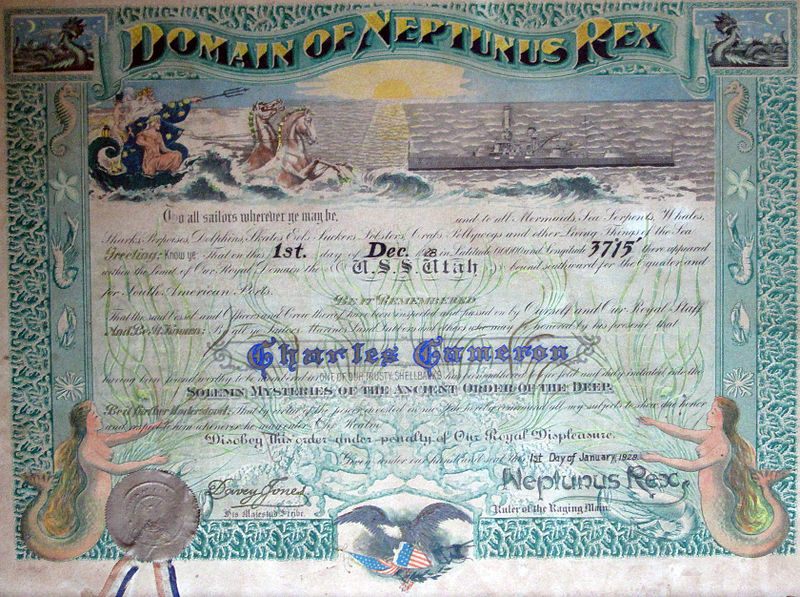 DOMAIN OF NEPTUNUS REX
To all sailors wherever ye may be, and to all Mermaids, Sea Serpents, Whales,
Sharks, Porpoises, Dolphins, Skates, Eels, Suckers, Lobsters, Crabs, Pollywogs and other Living Things of the Sea
Greeting: Know ye: That on this 1st. day of Dec. 1928 in Latitude 00000 and Longitude 3715' there appeared
within the limits of Our Royal Domain the U.S.S. Utah bound southward for the Equator and
for South American Ports.
BE IT REMEMBERED
That the said Vessel and Officers and Crew thereof have been inspected and passed on by Ourself and Our Royal Staff
And Be It Known: By all ye Sailors, Marines, Land Lubbers and others who may be honored by his presence that
Charles Cameron
having been found worthy to be numbered as ONE OF OUR TRUSTY SHELLBACKS has been gathered to our fold and duly initiated into the
SOLEMN MYSTERIES OF THE ANCIENT ORDER OF THE DEEP.
Be it Further Understood: That by virtue of the power invested in me I do hereby command all my subjects to show due honor
and respect to him whenever he may enter Our Realm.
Disobey this order under penalty of Our Royal Displeasure.
Given under our hand and seal this 1st Day of January, 1929.
Davey Jones
His Majesty's Scribe.
Neptunus Rex
Ruler of the Raging Main.